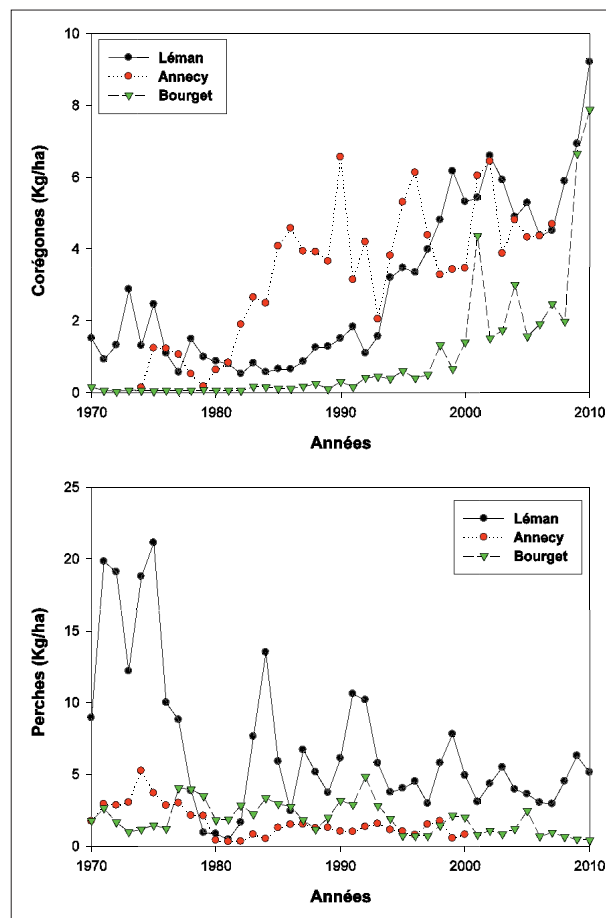 10
8
6
4
2
0
Corégones (Kg/ha)
Léman
Annecy
Bourget
1970
1980
1990
2000
2010
Années
25
20
15
10
5
0
Perches (Kg/ha)
Léman
Annecy
Bourget
1970
1980
1990
2000
2010
Années